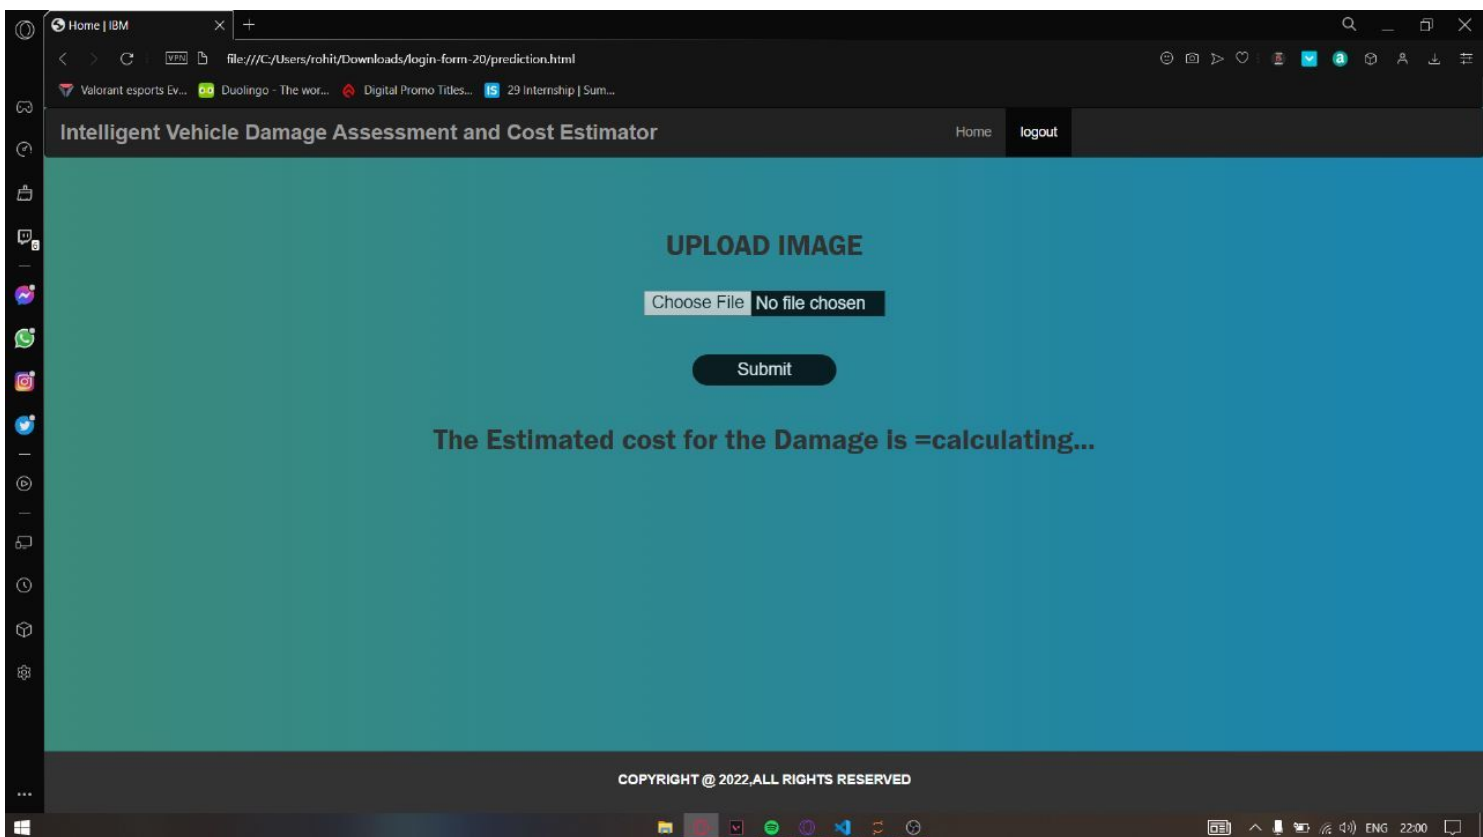 Home | IBM
VPN file:///C:/Users/rohit/Downloads/login-form-20/prediction.html
Valorant esports Ev... Duolingo - The wor... Digital Promo Titles... IS 29 Internship | Sum...
Intelligent Vehicle Damage Assessment and Cost Estimator Home logout
UPLOAD IMAGE
Choose File No file chosen
Submit
The Estimated cost for the Damage is =calculating...
COPYRIGHT @ 2022,ALL RIGHTS RESERVED
ENG 22:00